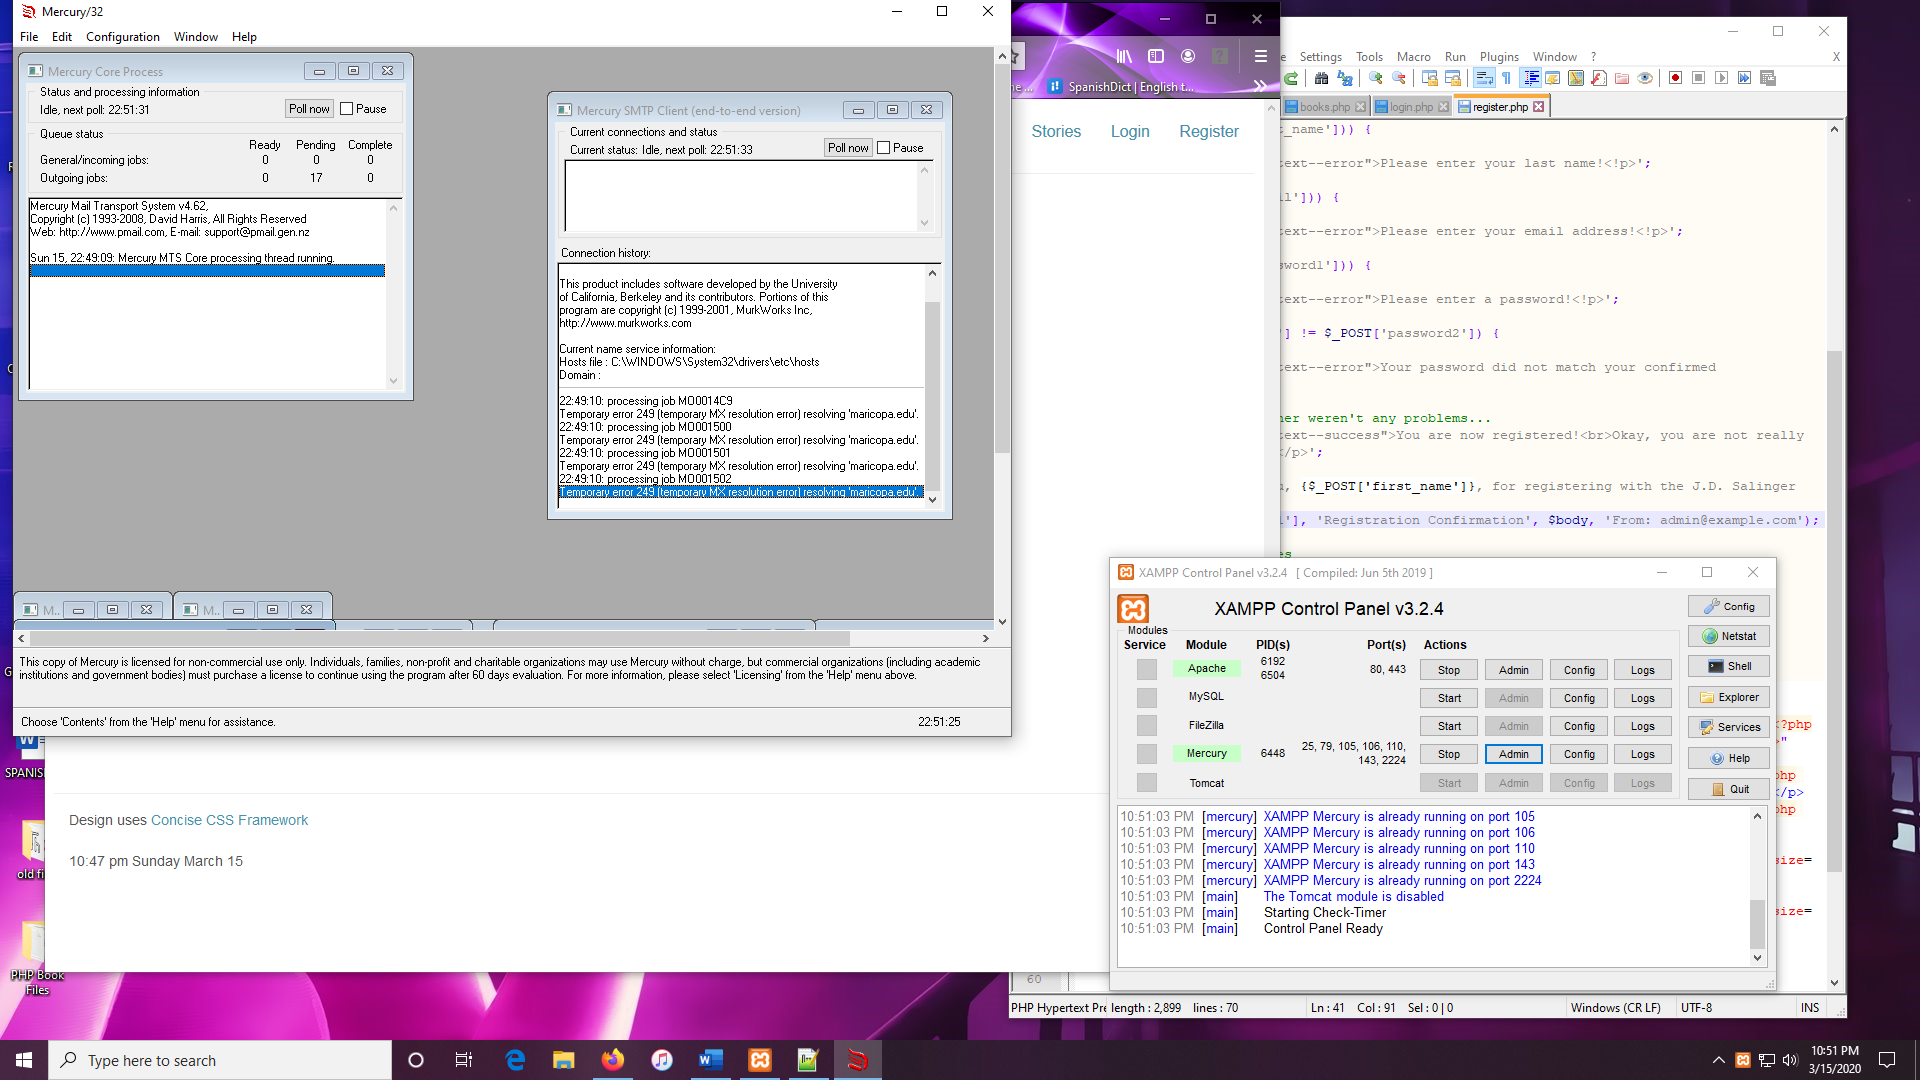 Mercury/32
File Edit Configuration Window Help
Mercury Core Process
Status and processing information
Idle, next poll: 22:51:31
Poll now
Pause
Queue status
Ready Pending Complete
General/incoming jobs: 0 0 0
Outgoing jobs: 0 17 0
Mercury Mail Transport System v4.62,
Copyright (c) 1993-2008, David Harris, All Rights Reserved
Web: http://www.pmail.com, E-mail: support@pmail.gen.nz
Sun 15, 22:49:09: Mercury MTS Core processing thread running.
Mercury SMTP Client (end-to-end version)
Current connections and status
Current status: Idle, next poll: 22:51:33
Poll now
Pause
Connection history:
This product includes software developed by the University
of California, Berkeley and its contributors. Portions of this
program are copyright (c) 1999-2001, MurkWorks Inc,
http://www.murkworks.com
Current name service information:
Hosts file : C:\WINDOWS\System32\drivers\etc\hosts
Domain :
22:49:10: processing job MO0014C9
Temporary error 249 (temporary MX resolution error) resolving 'maricopa.edu'.
22:49:10: processing job MO001500
Temporary error 249 (temporary MX resolution error) resolving 'maricopa.edu'.
22:49:10: processing job MO001501
Temporary error 249 (temporary MX resolution error) resolving 'maricopa.edu'.
22:49:10: processing job MO001502
Temporary error 249 (temporary MX resolution error) resolving 'maricopa.edu'.
M..
M..
This copy of Mercury is licensed for non-commercial use only. Individuals, families, non-profit and charitable organizations may use Mercury without charge, but commercial organizations (including academic
institutions and government bodies) must purchase a license to continue using the program after 60 days evaluation. For more information, please select 'Licensing' from the 'Help' menu above.
Choose 'Contents' from the 'Help' menu for assistance.
22:51:25
SpanishDict | English t...
Stories Login Register
Design uses Concise CSS Framework
10:47 pm Sunday March 15
Settings Tools Macro Run Plugins Window ?
X
books.php login.php register.php
t_name'])) {
text--error">Please enter your last name!<!p>';
il'])) {
text--error">Please enter your email address!<!p>';
sword1'])) {
text--error">Please enter a password!<!p>';
'] != $_POST['password2']) {
text--error">Your password did not match your confirmed
her weren't any problems...
text--success">You are now registered!<br>Okay, you are not really
</p>';
u, {$_POST['first_name']}, for registering with the J.D. Salinger
l'], 'Registration Confirmation', $body, 'From: admin@example.com');
es
<?php
>"
php
</p>
php
size=
size=
60
PHP Hypertext Pre length : 2,899 lines : 70 Ln : 41 Col : 91 Sel : 0 | 0 Windows (CR LF) UTF-8 INS
XAMPP Control Panel v3.2.4 [ Compiled: Jun 5th 2019 ]
XAMPP Control Panel v3.2.4
Modules
Service Module PID(s) Port(s) Actions
Apache 6192 6504 80, 443 Stop Admin Config Logs
MySQL Start Admin Config Logs
FileZilla Start Admin Config Logs
Mercury 6448 25, 79, 105, 106, 110, 143, 2224 Stop Admin Config Logs
Tomcat Start Admin Config Logs
Config
Netstat
Shell
Explorer
Services
Help
Quit
10:51:03 PM [mercury] XAMPP Mercury is already running on port 105
10:51:03 PM [mercury] XAMPP Mercury is already running on port 106
10:51:03 PM [mercury] XAMPP Mercury is already running on port 110
10:51:03 PM [mercury] XAMPP Mercury is already running on port 143
10:51:03 PM [mercury] XAMPP Mercury is already running on port 2224
10:51:03 PM [main] The Tomcat module is disabled
10:51:03 PM [main] Starting Check-Timer
10:51:03 PM [main] Control Panel Ready
SPANIS
old fi
PHP Book
Files
Type here to search
10:51 PM
3/15/2020